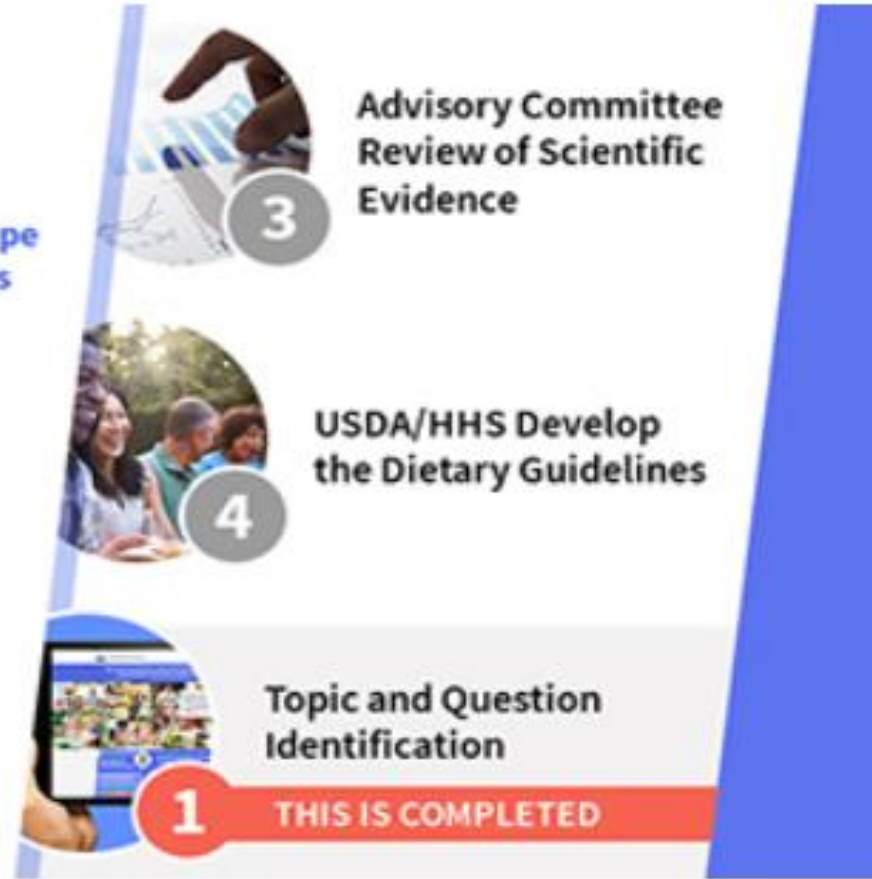 Advisory Committee
Review of Scientific
Evidence
3
pe
s
USDA/HHS Develop
the Dietary Guidelines
4
Topic and Question
Identification
1 THIS IS COMPLETED